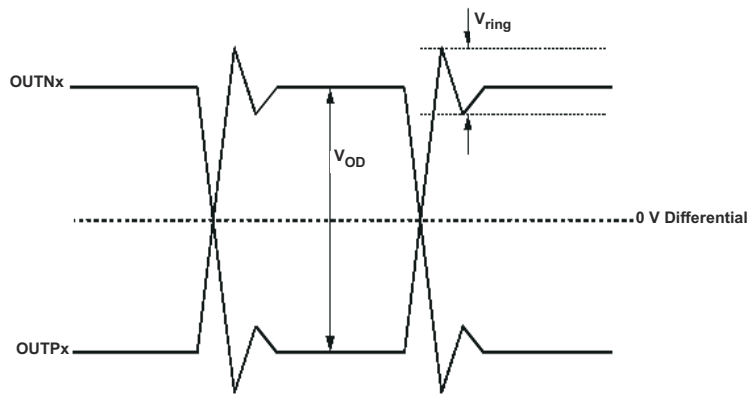 Vring
OUTNx
VOD
0 V Differential
OUTPx